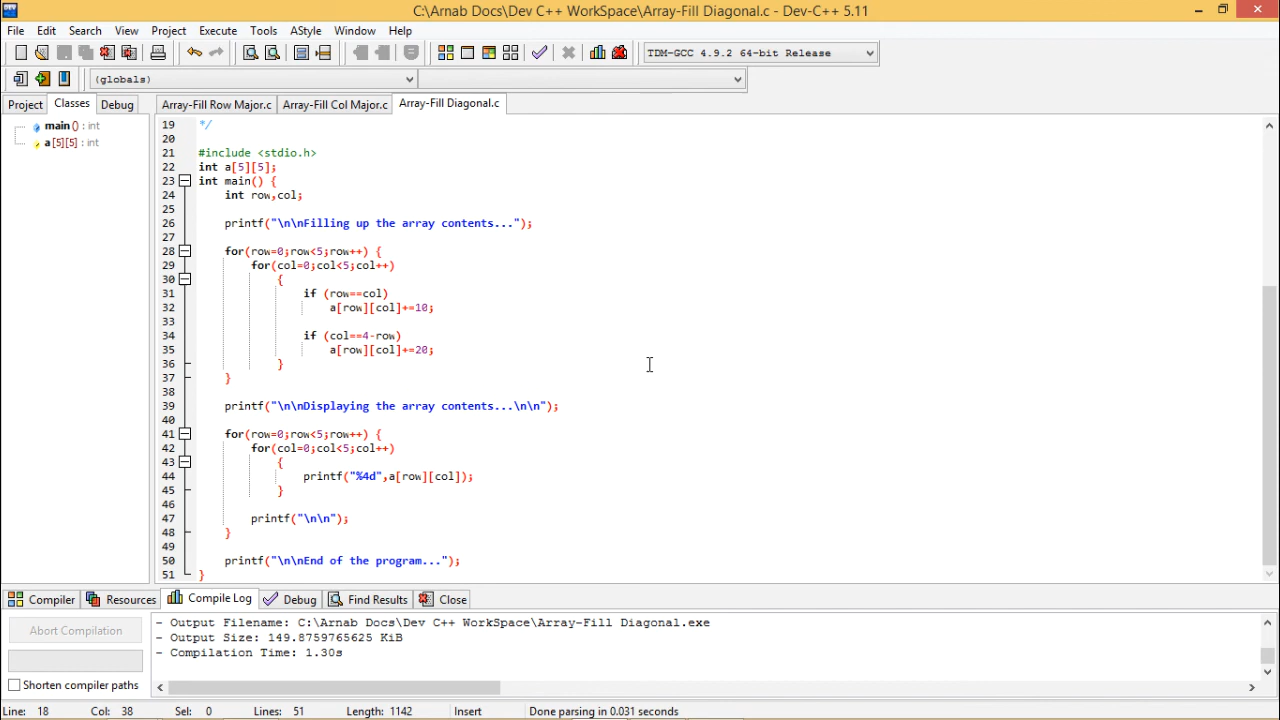 C:\Arnab Docs\Dev C++ WorkSpace\Array-Fill Diagonal.c - Dev-C++ 5.11
File Edit Search View Project Execute Tools AStyle Window Help
TDM-GCC 4.9.2 64-bit Release
(globals)
Project Classes Debug Array-Fill Row Major.c Array-Fill Col Major.c Array-Fill Diagonal.c
main () : int
a [5][5] : int
19 */
20
21 #include <stdio.h>
22 int a[5][5];
23 int main() {
24 int row,col;
25
26 printf("\n\nFilling up the array contents...");
27
28 for(row=0;row<5;row++) {
29 for(col=0;col<5;col++)
30 {
31 if (row==col)
32 a[row][col]+=10;
33
34 if (col==4-row)
35 a[row][col]+=20;
36 }
37 }
38
39 printf("\n\nDisplaying the array contents...\n\n");
40
41 for(row=0;row<5;row++) {
42 for(col=0;col<5;col++)
43 {
44 printf("%4d",a[row][col]);
45 }
46
47 printf("\n\n");
48 }
49
50 printf("\n\nEnd of the program...");
51 }
Compiler Resources Compile Log Debug Find Results Close
Abort Compilation
Shorten compiler paths
- Output Filename: C:\Arnab Docs\Dev C++ WorkSpace\Array-Fill Diagonal.exe
- Output Size: 149.8759765625 KiB
- Compilation Time: 1.30s
Line: 18 Col: 38 Sel: 0 Lines: 51 Length: 1142 Insert Done parsing in 0.031 seconds